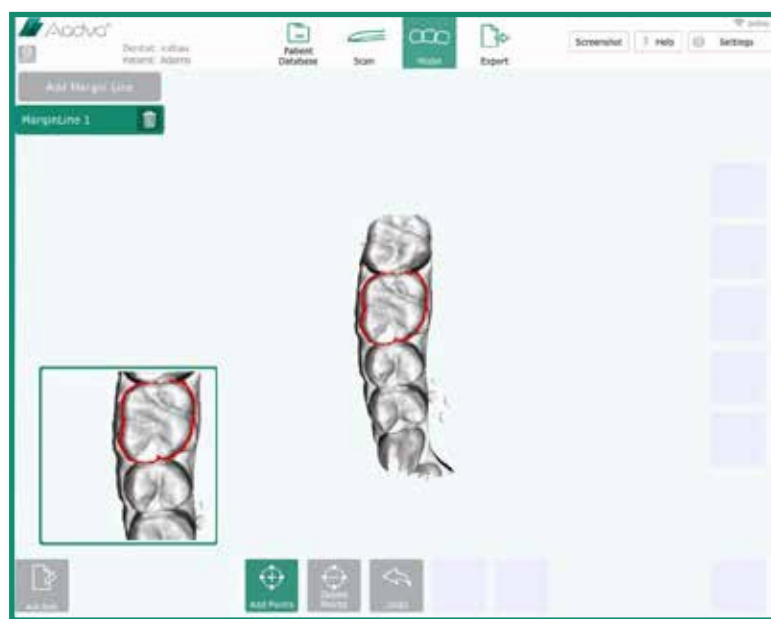 Aadva
online
Dentist:
Patient: Adams
Patient
Database
Scan
Model
Export
Screenshot
? Help
Settings
Add Margin Line
MarginLine 1
Add Points
Delete
Points
Undo